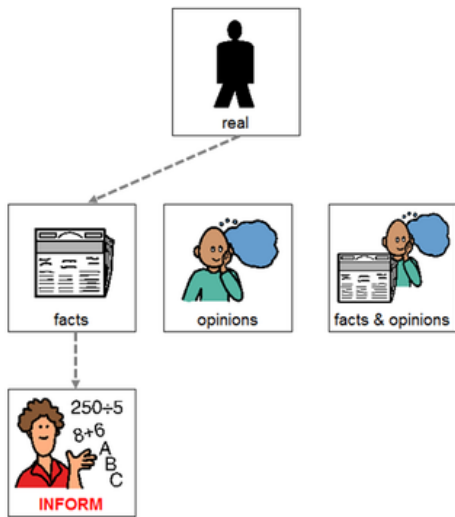 real
facts
opinions
facts & opinions
250÷5
8+6
A
B
C
INFORM